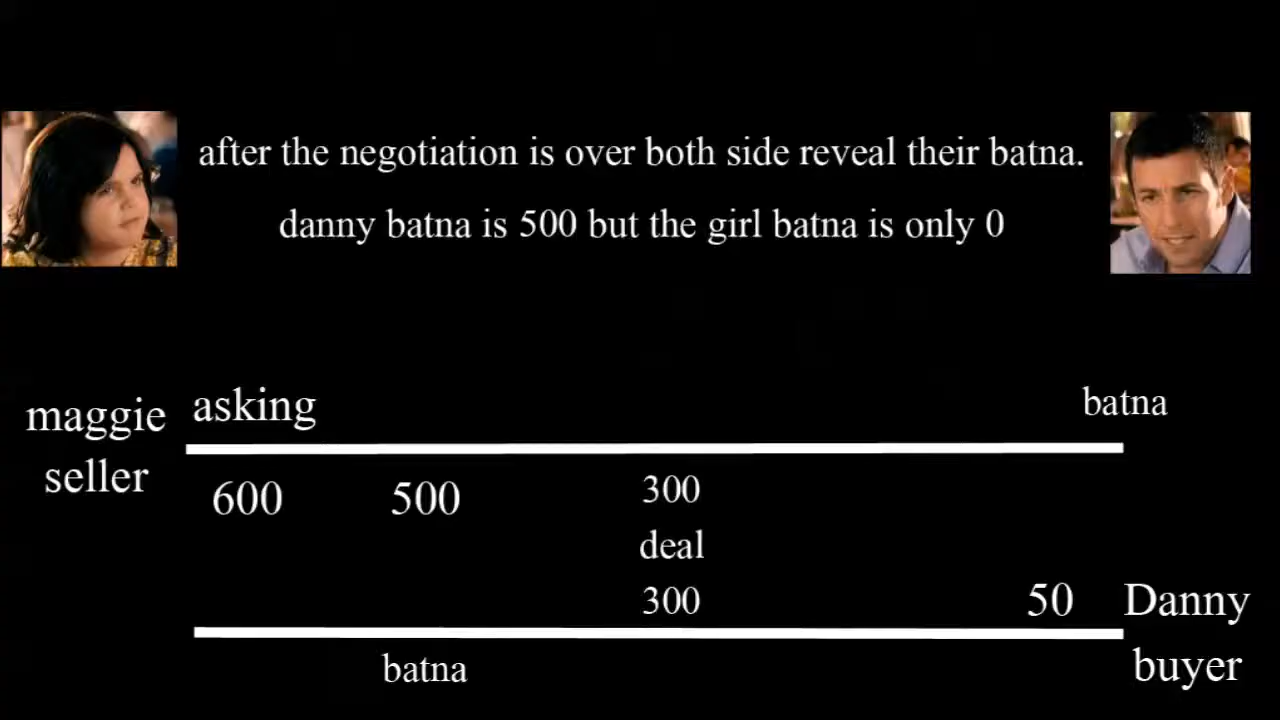 after the negotiation is over both side reveal their batna.
danny batna is 500 but the girl batna is only 0
maggie
seller
asking
batna
600
500
300
deal
300
50
Danny
buyer
batna